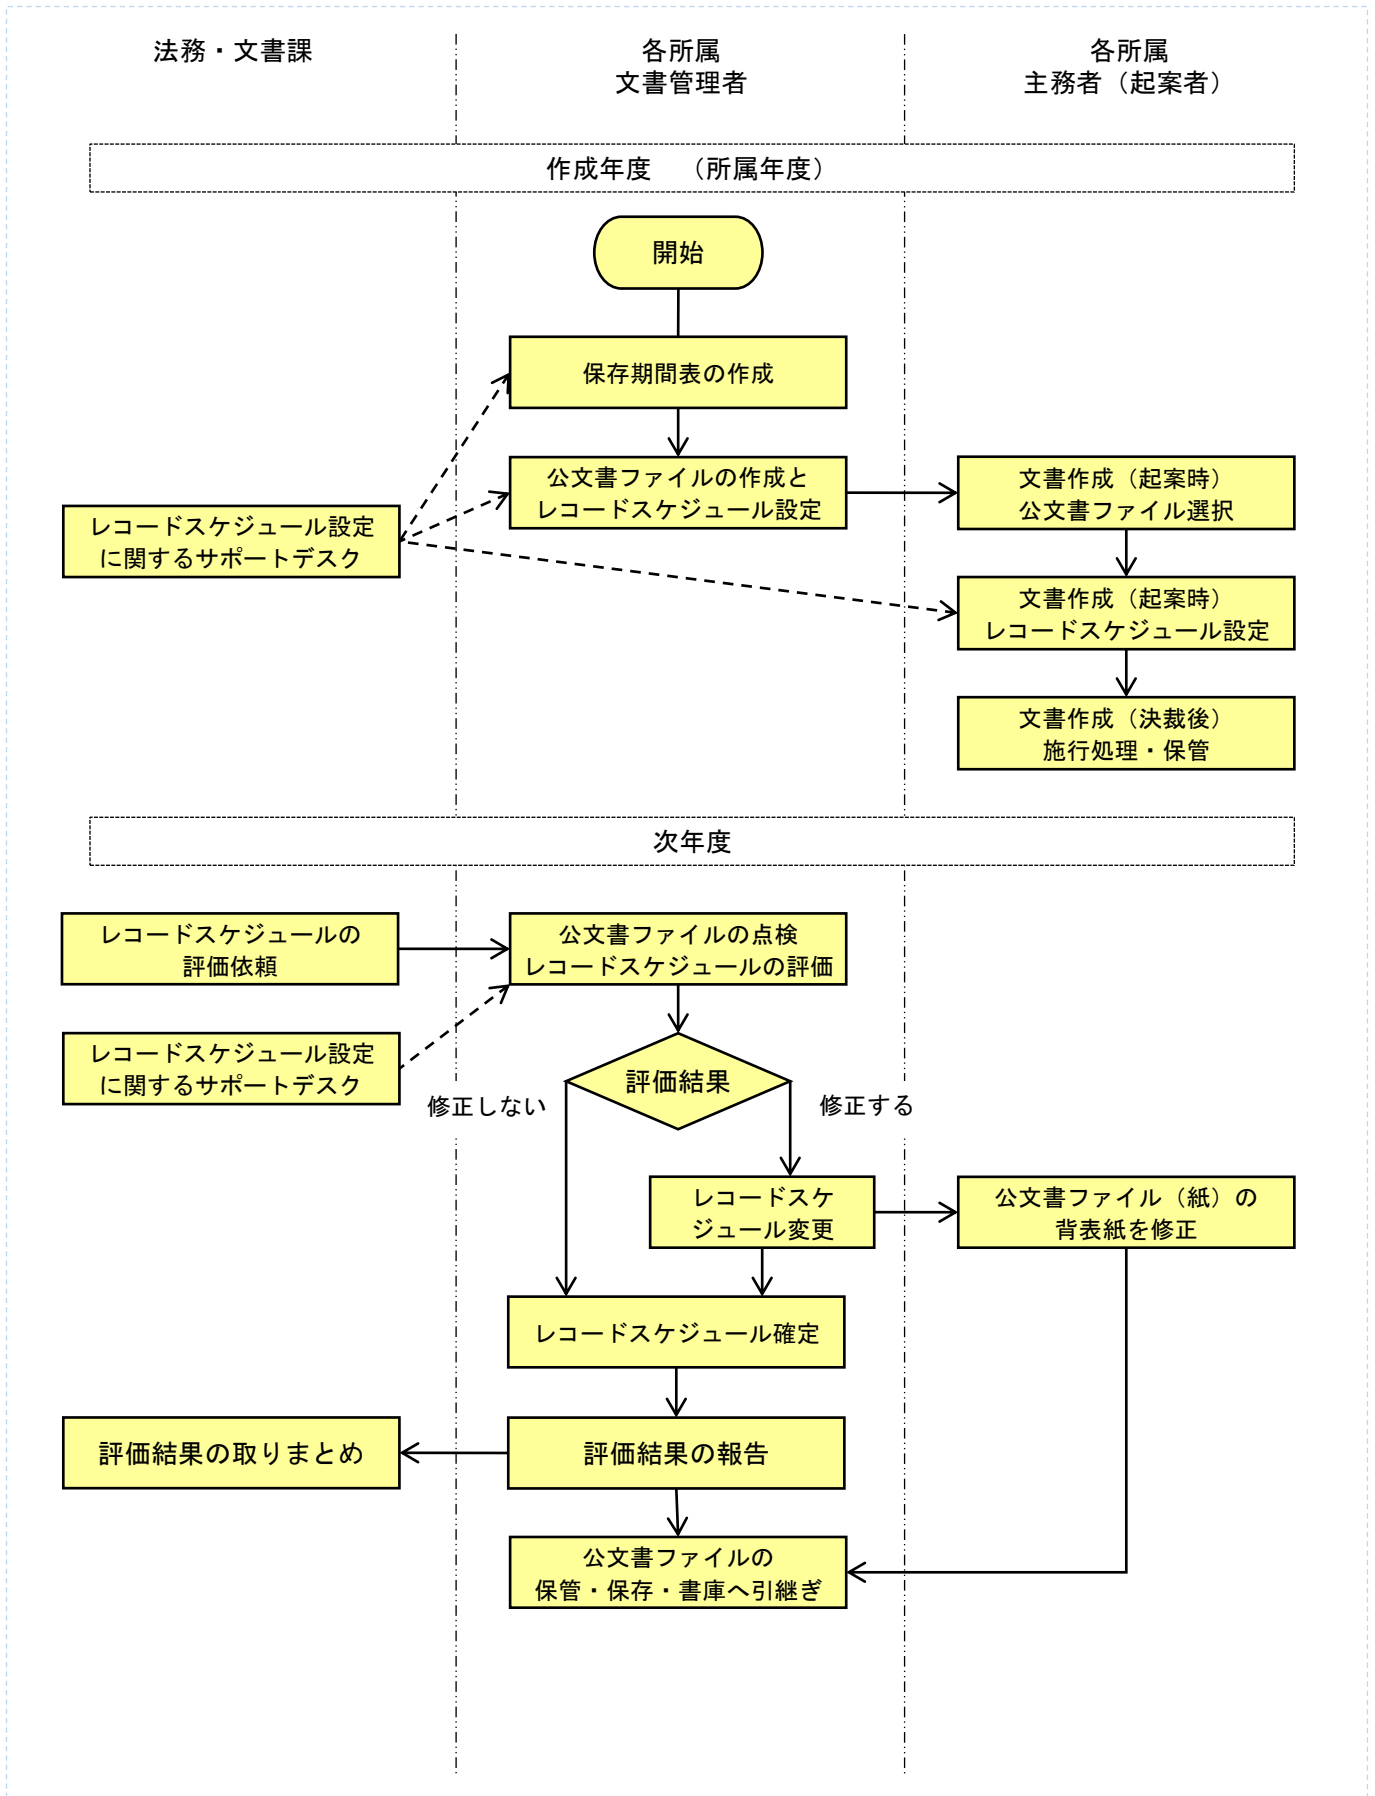 法務・文書課
各所属
文書管理者
各所属
主務者（起案者）
作成年度　（所属年度）
開始
保存期間表の作成
公文書ファイルの作成と
レコードスケジュール設定
文書作成（起案時）
公文書ファイル選択
レコードスケジュール設定
に関するサポートデスク
文書作成（起案時）
レコードスケジュール設定
文書作成（決裁後）
施行処理・保管
次年度
レコードスケジュールの
評価依頼
公文書ファイルの点検
レコードスケジュールの評価
レコードスケジュール設定
に関するサポートデスク
評価結果
修正しない
修正する
レコードスケ
ジュール変更
公文書ファイル（紙）の
背表紙を修正
レコードスケジュール確定
評価結果の取りまとめ
評価結果の報告
公文書ファイルの
保管・保存・書庫へ引継ぎ